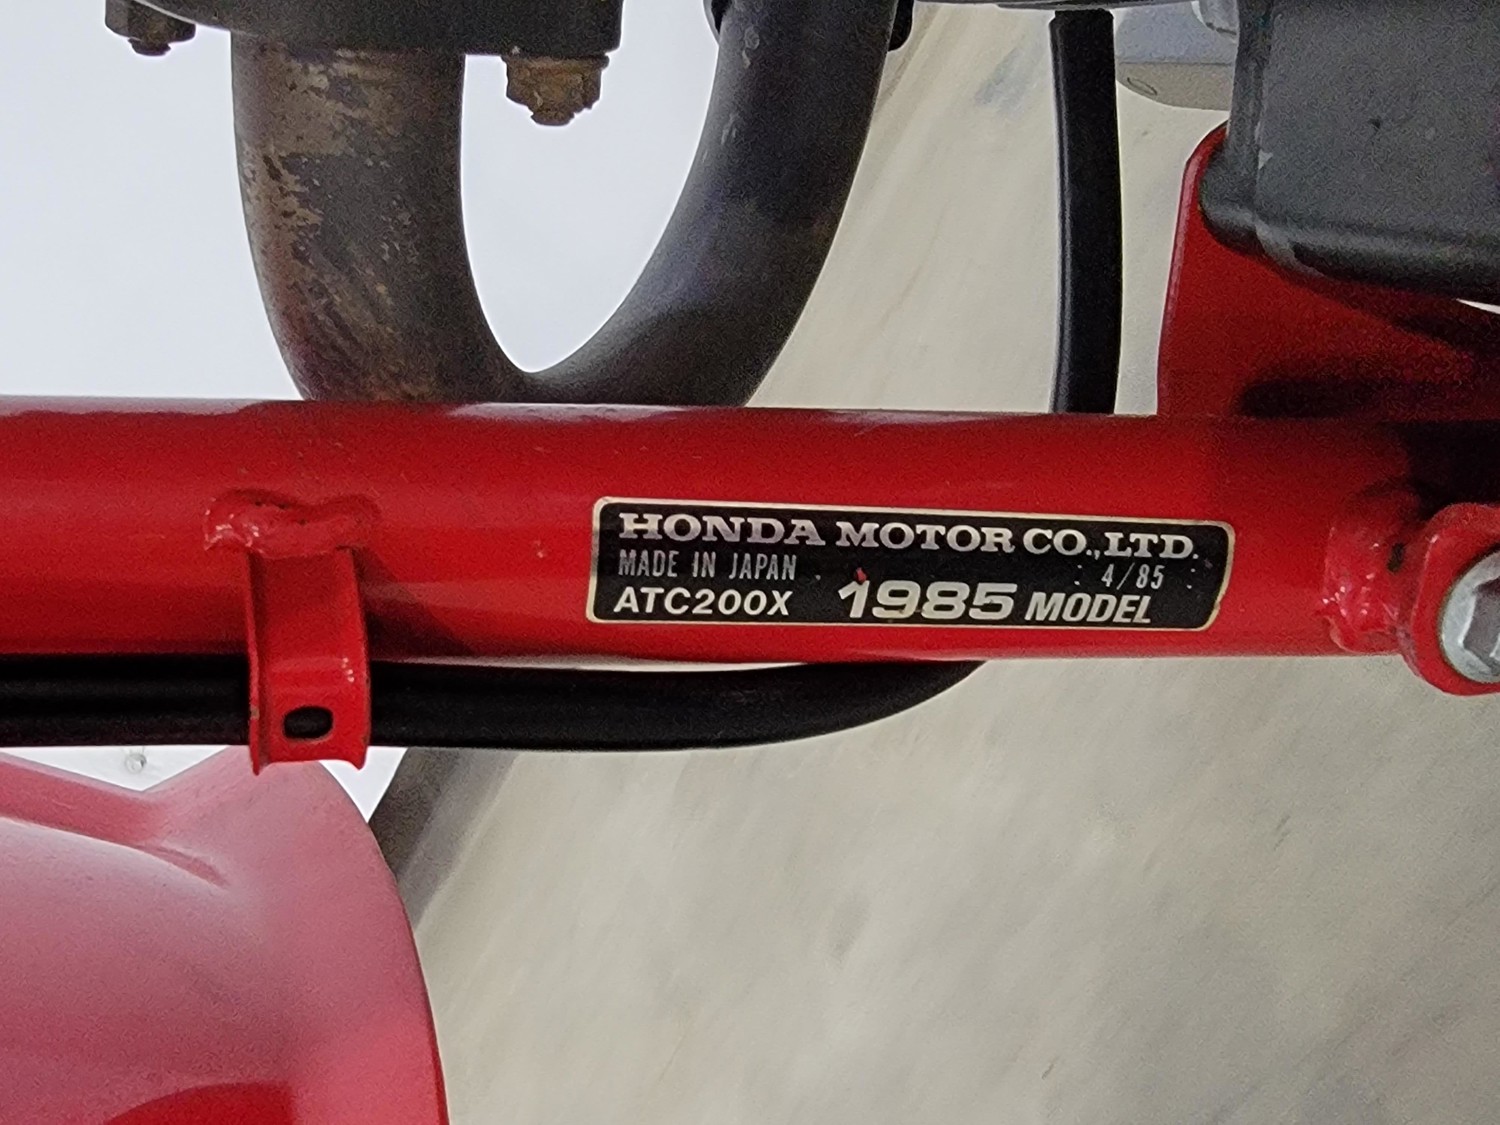 HONDA MOTOR CO.,LTD.
MADE IN JAPAN : 4/85 :
ATC200X 1985 MODEL